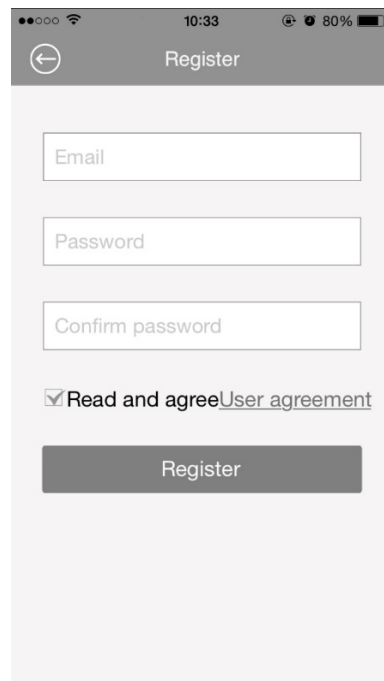 10:33 80%
Register
Email
Password
Confirm password
Read and agreeUser agreement
Register